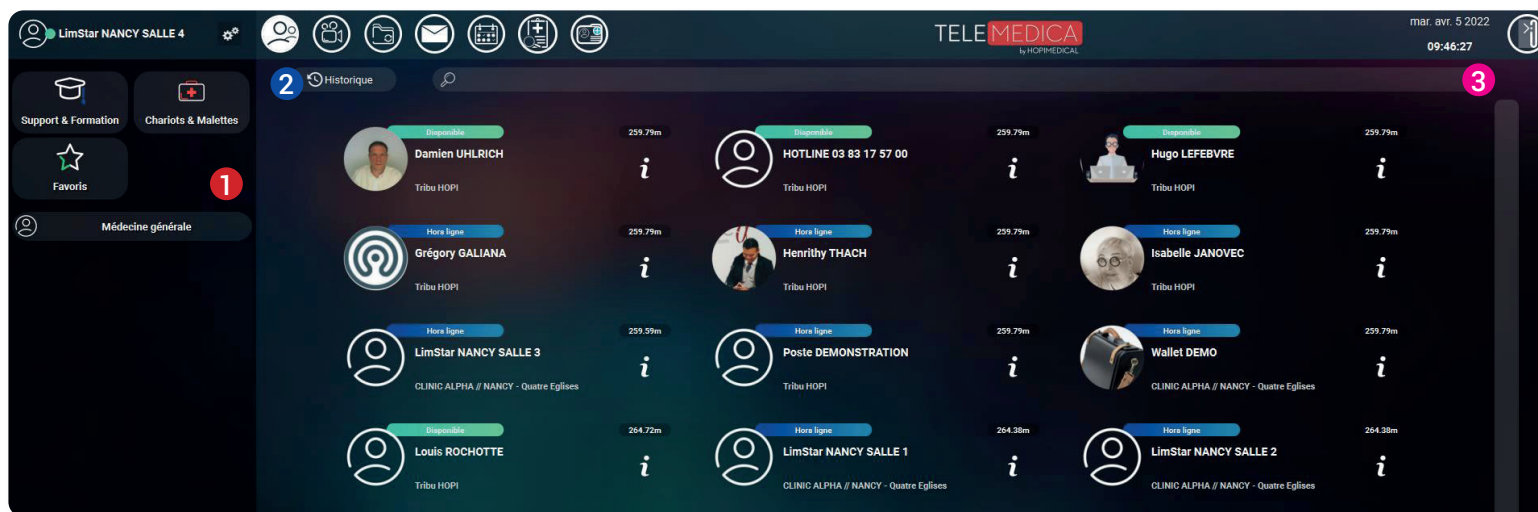 LimStar NANCY SALLE 4
TELEMEDICA
by HOPIMEDICAL
mar. avr. 5 2022
09:46:27
Support & Formation
Chariots & Malettes
Favoris
1
Médecine générale
2
Historique
3
Disponible
259.79m
Damien UHLRICH
Tribu HOPI
Disponible
259.79m
HOTLINE 03 83 17 57 00
Tribu HOPI
Disponible
259.79m
Hugo LEFEBVRE
Tribu HOPI
Hors ligne
259.79m
Grégory GALIANA
Tribu HOPI
Hors ligne
259.79m
Henrithy THACH
Tribu HOPI
Hors ligne
259.79m
Isabelle JANOVEC
Tribu HOPI
Hors ligne
259.59m
LimStar NANCY SALLE 3
CLINIC ALPHA // NANCY - Quatre Eglises
Hors ligne
259.79m
Poste DEMONSTRATION
Tribu HOPI
Hors ligne
259.79m
Wallet DEMO
CLINIC ALPHA // NANCY - Quatre Eglises
Disponible
264.72m
Louis ROCHOTTE
Tribu HOPI
Hors ligne
264.38m
LimStar NANCY SALLE 1
CLINIC ALPHA // NANCY - Quatre Eglises
Hors ligne
264.38m
LimStar NANCY SALLE 2
CLINIC ALPHA // NANCY - Quatre Eglises